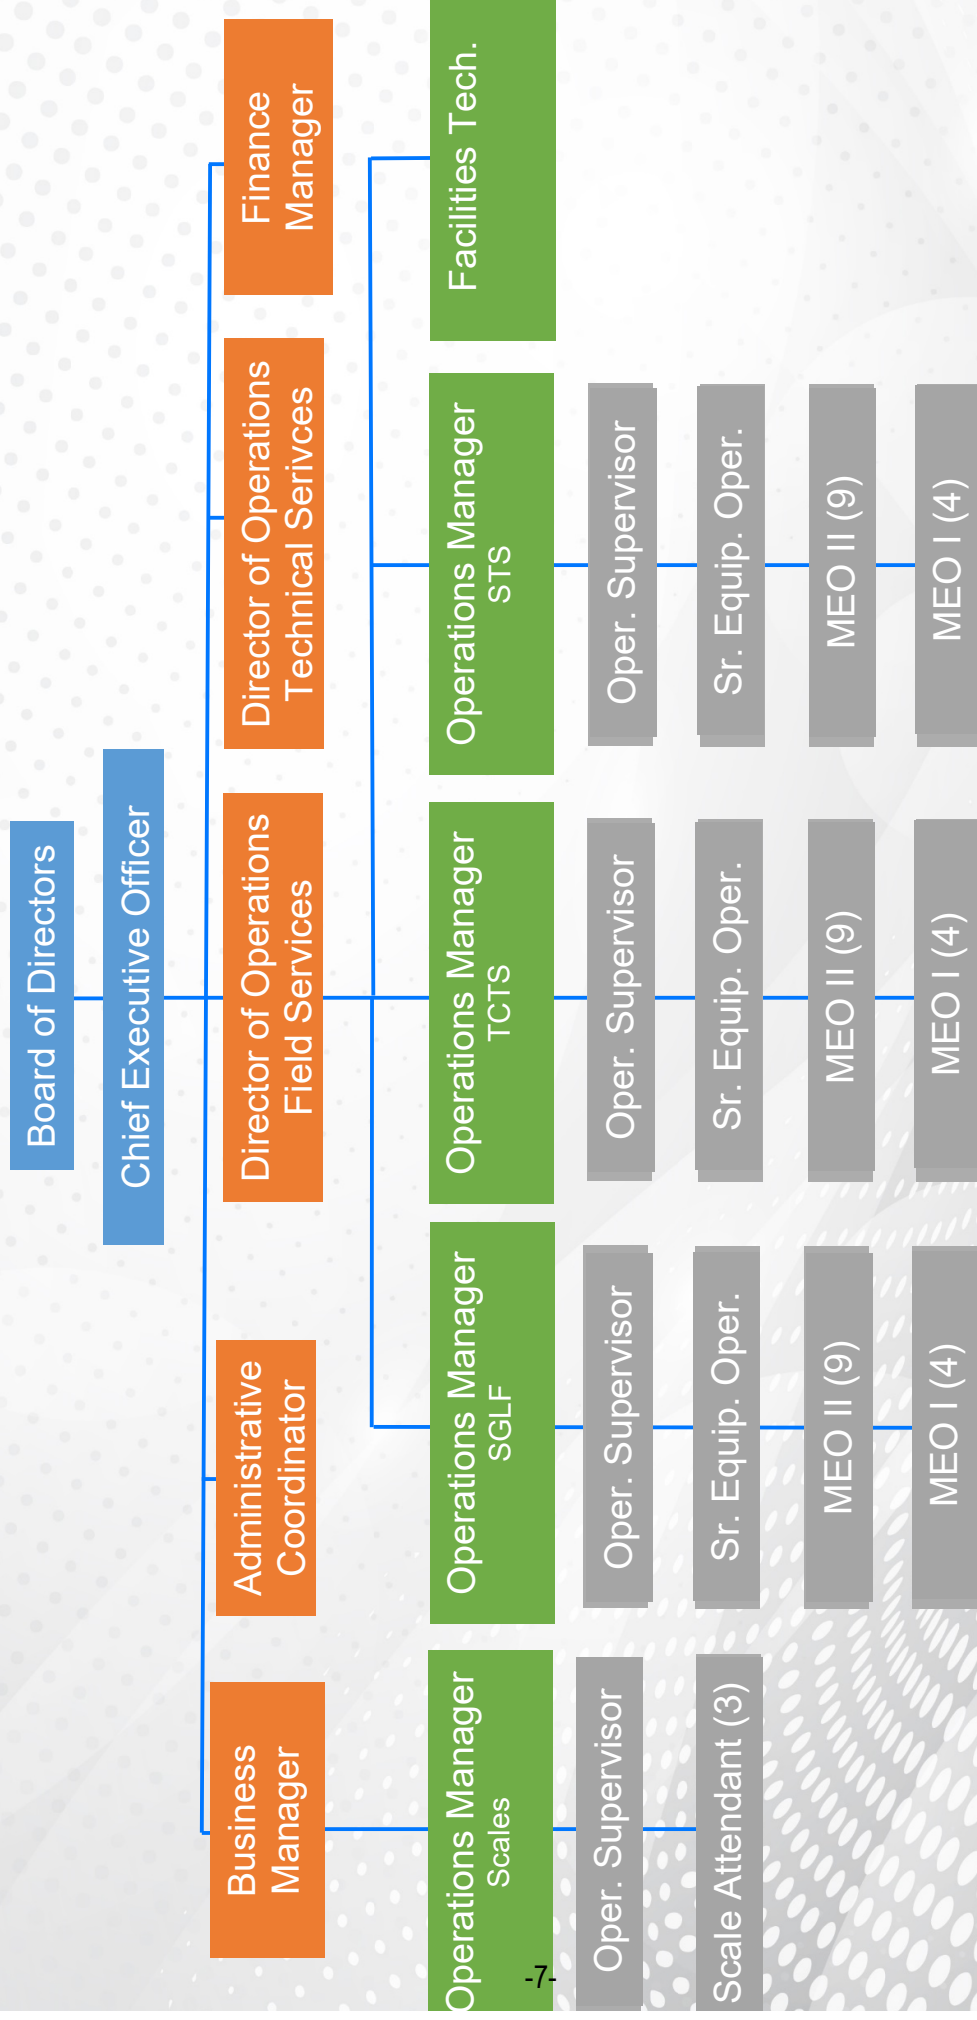 Board of Directors
Chief Executive Officer
Business
Manager
Administrative
Coordinator
Director of Operations
Field Services
Director of Operations
Technical Serivces
Finance
Manager
Operations Manager
Scales
Operations Manager
SGLF
Operations Manager
TCTS
Operations Manager
STS
Facilities Tech.
Oper. Supervisor
Oper. Supervisor
Oper. Supervisor
Oper. Supervisor
Scale Attendant (3)
Sr. Equip. Oper.
Sr. Equip. Oper.
Sr. Equip. Oper.
MEO II (9)
MEO II (9)
MEO II (9)
MEO I (4)
MEO I (4)
MEO I (4)
-7-